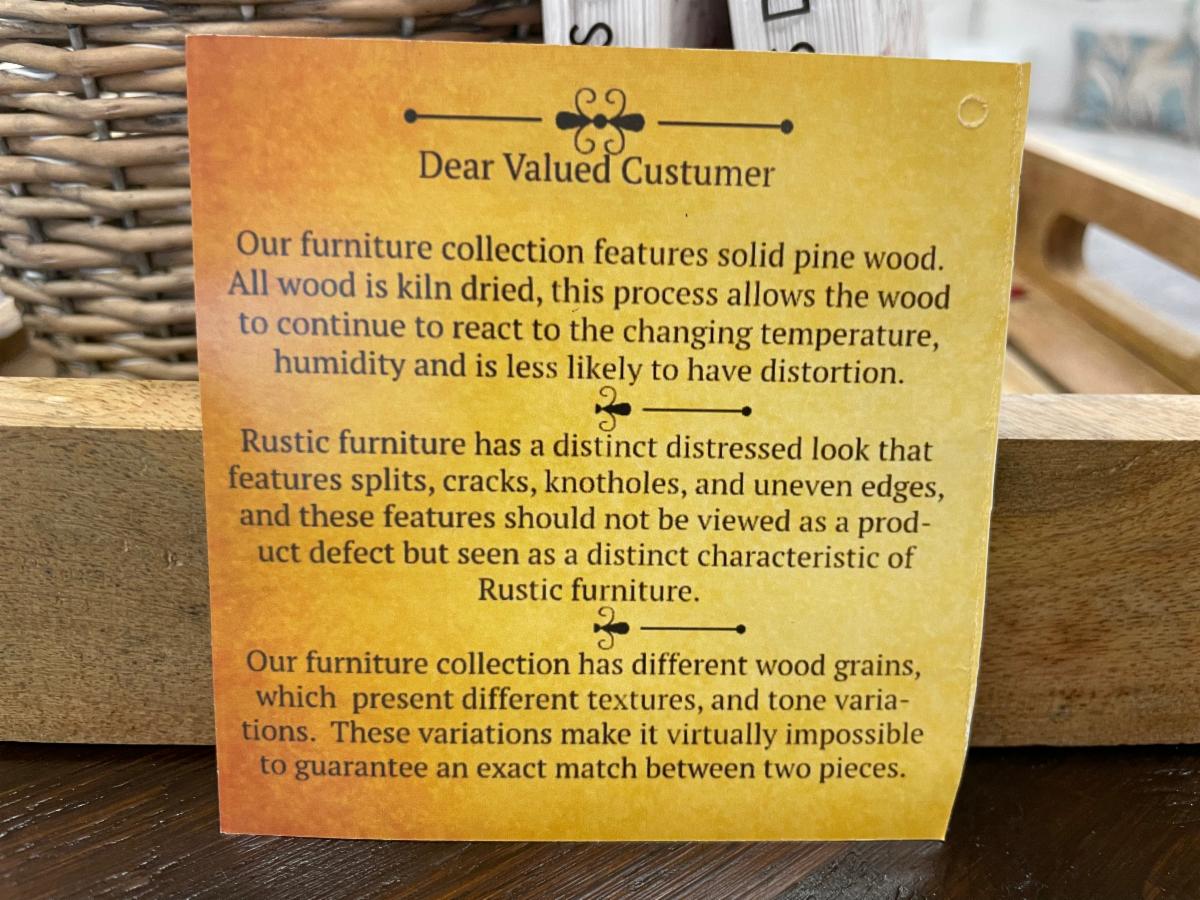 Dear Valued Custumer
Our furniture collection features solid pine wood.
All wood is kiln dried, this process allows the wood
to continue to react to the changing temperature,
humidity and is less likely to have distortion.
Rustic furniture has a distinct distressed look that
features splits, cracks, knotholes, and uneven edges,
and these features should not be viewed as a prod-
uct defect but seen as a distinct characteristic of
Rustic furniture.
Our furniture collection has different wood grains,
which present different textures, and tone varia-
tions. These variations make it virtually impossible
to guarantee an exact match between two pieces.